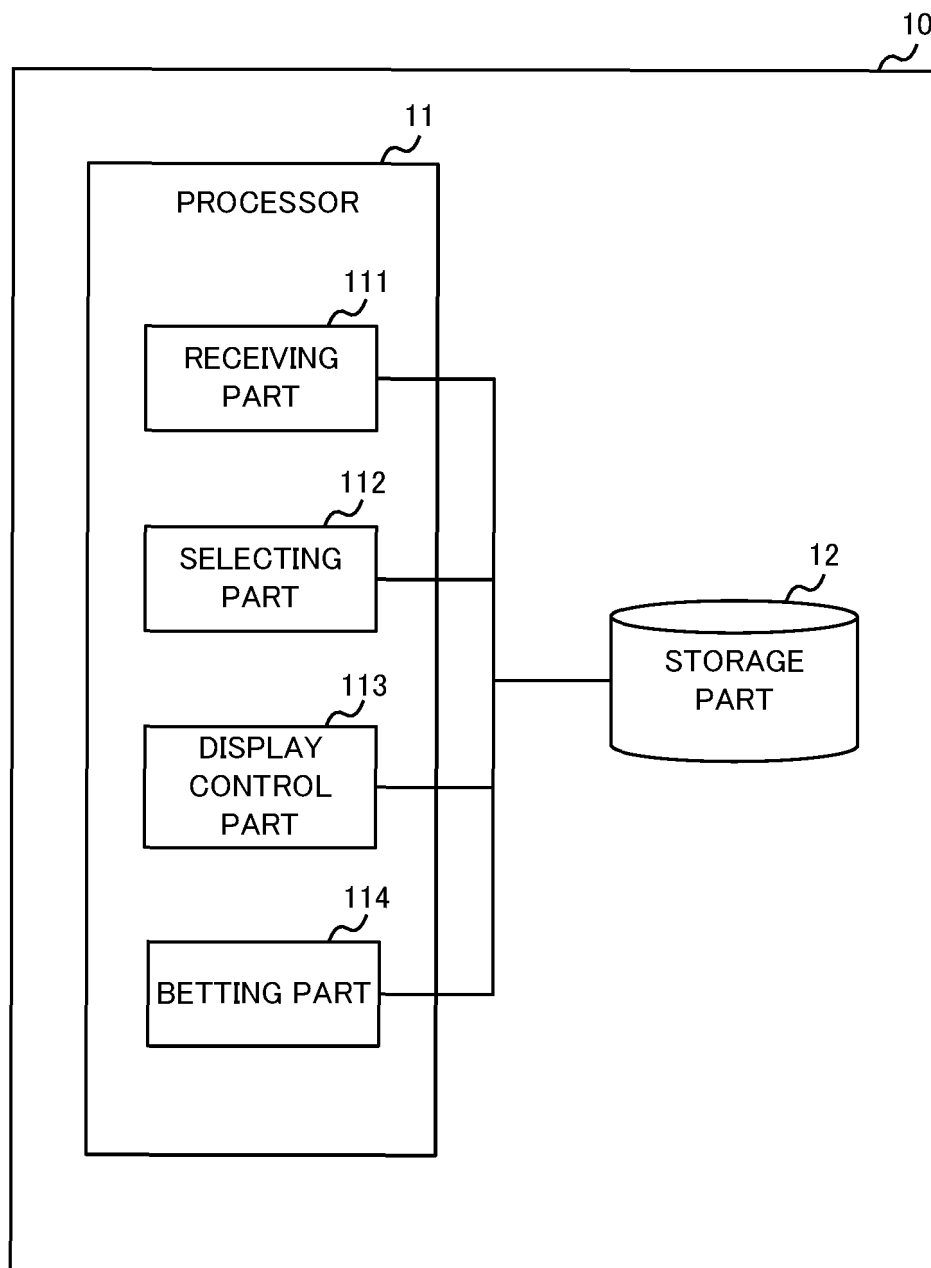 10
11
PROCESSOR
111
RECEIVING
PART
112
SELECTING
PART
12
STORAGE
PART
113
DISPLAY
CONTROL
PART
114
BETTING PART